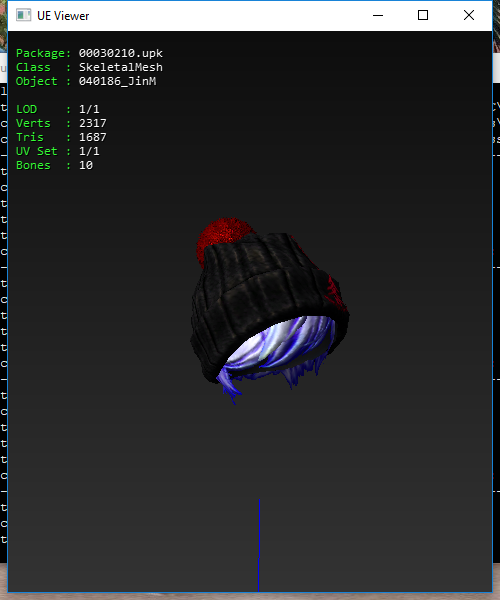 UE Viewer
Package: 00030210.upk
Class : SkeletalMesh
Object : 040186_JinM
LOD : 1/1
Verts : 2317
Tris : 1687
UV Set : 1/1
Bones : 10